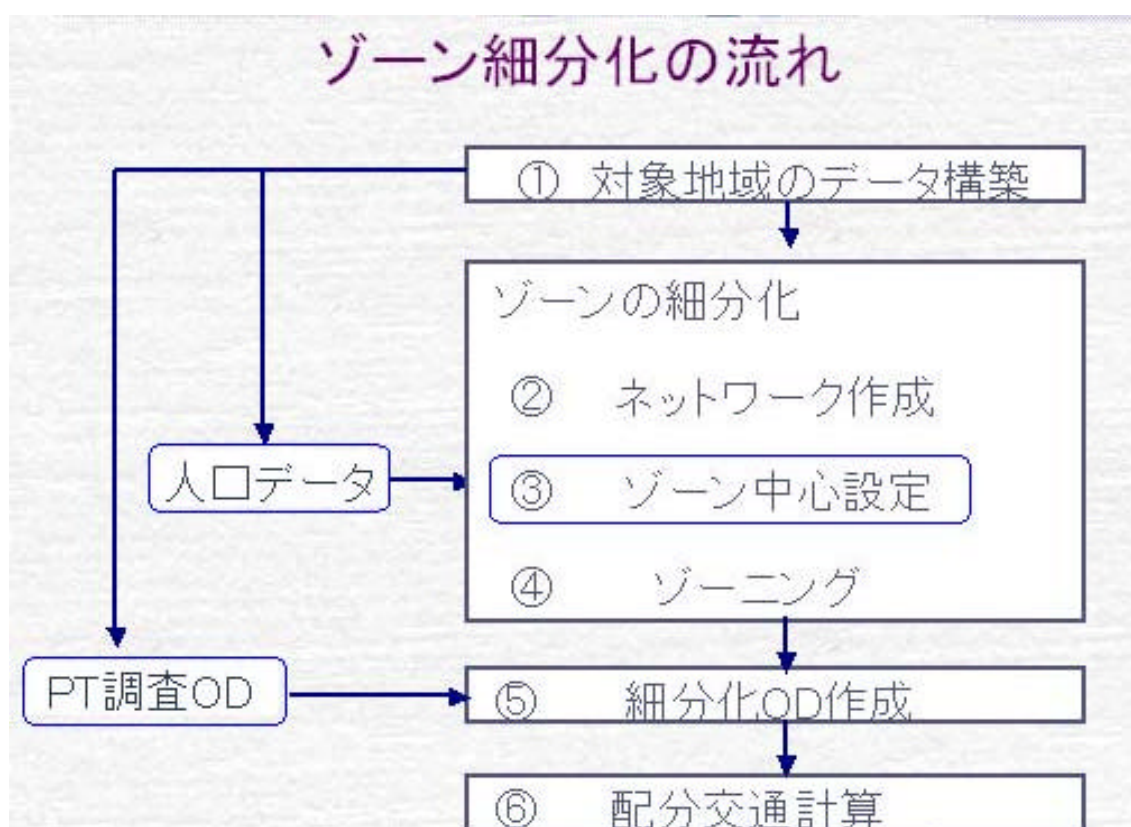 ゾーン細分化の流れ
① 対象地域のデータ構築
ゾーンの細分化
② ネットワーク作成
人口データ
③ ゾーン中心設定
④ ゾーニング
PT調査OD
⑤ 細分化OD作成
⑥ 配分交通計算